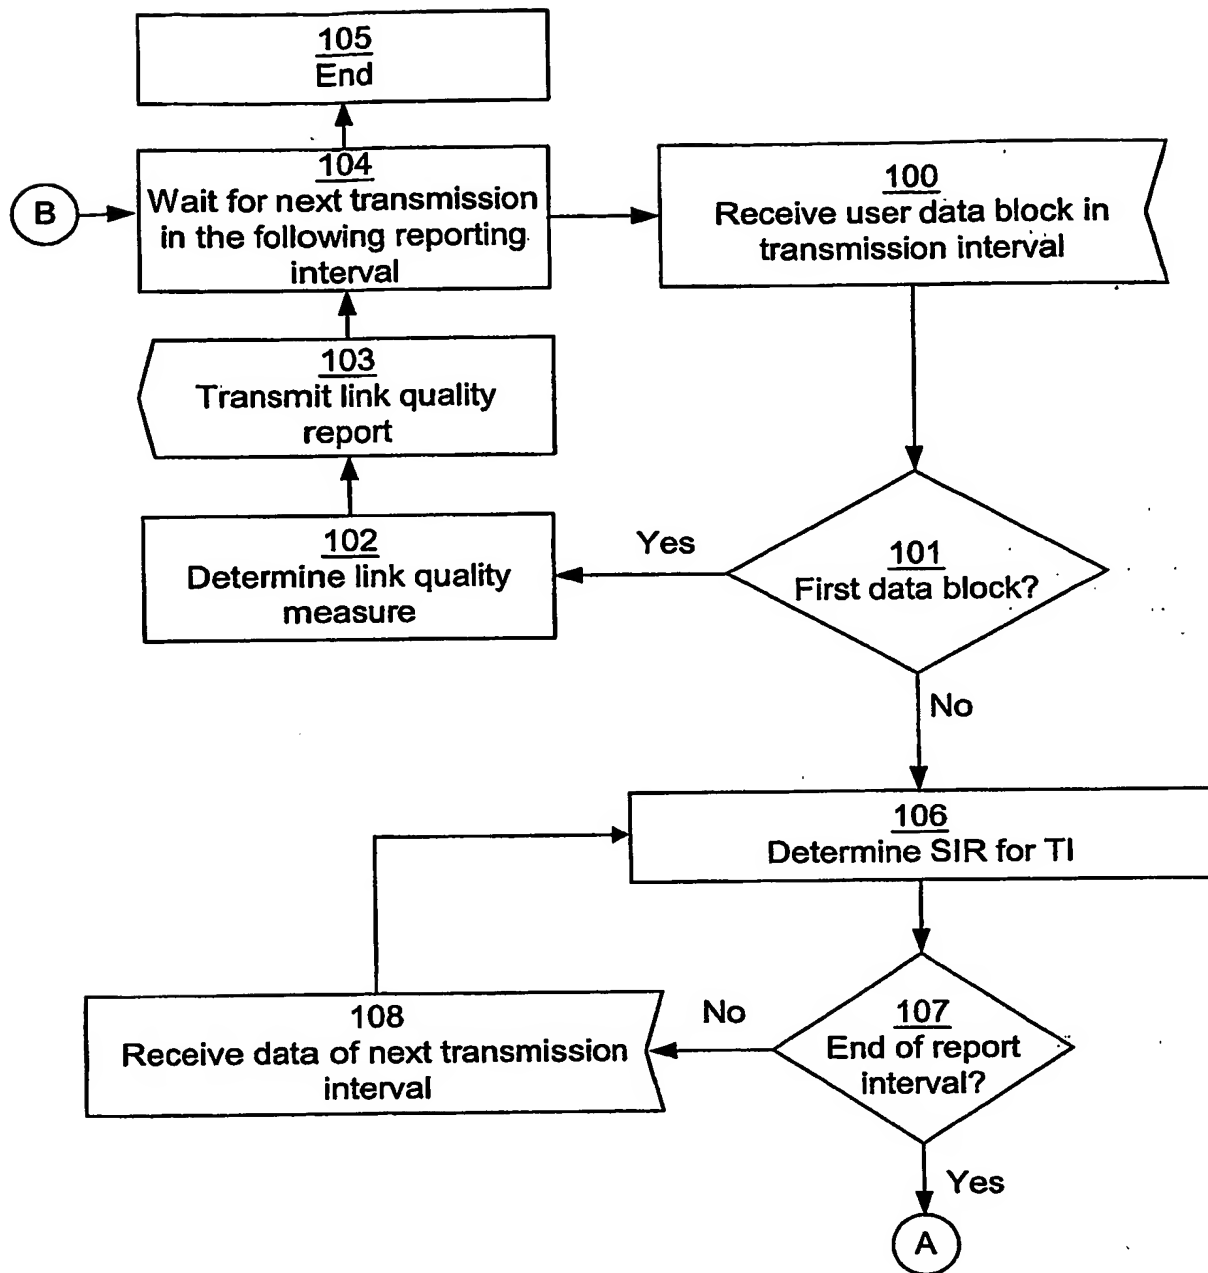 105
End
104
Wait for next transmission
in the following reporting
interval
B
100
Receive user data block in
transmission interval
103
Transmit link quality
report
102
Determine link quality
measure
Yes
101
First data block?
No
106
Determine SIR for TI
108
Receive data of next transmission
interval
No
107
End of report
interval?
Yes
A